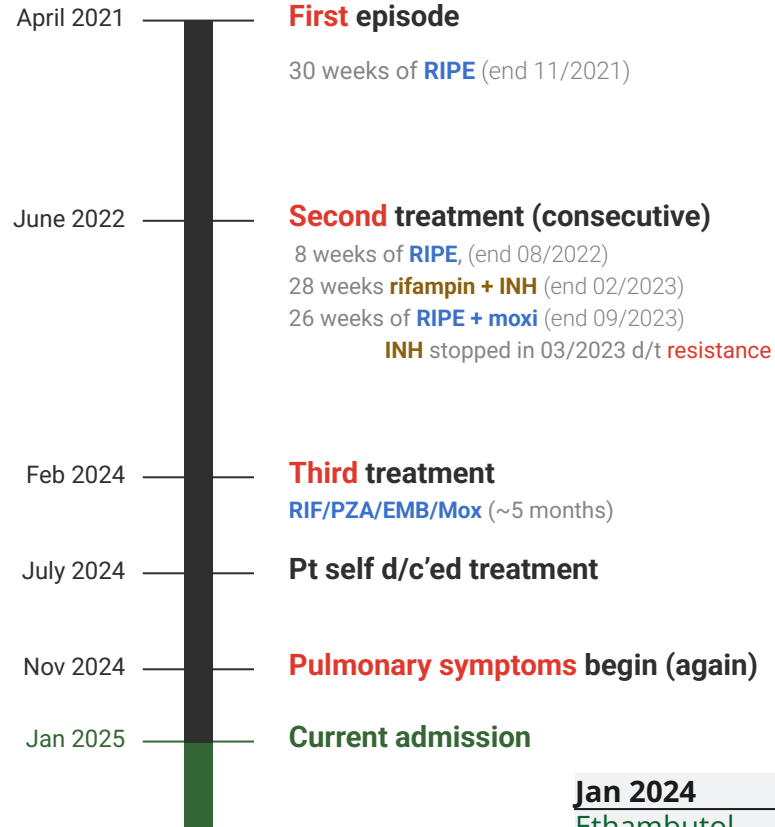 April 2021
First episode
30 weeks of RIPE (end 11/2021)
June 2022
Second treatment (consecutive)
8 weeks of RIPE, (end 08/2022)
28 weeks rifampin + INH (end 02/2023)
26 weeks of RIPE + moxi (end 09/2023)
INH stopped in 03/2023 d/t resistance
Feb 2024
Third treatment
RIF/PZA/EMB/Mox (~5 months)
July 2024
Pt self d/c’ed treatment
Nov 2024
Pulmonary symptoms begin (again)
Jan 2025
Current admission
Jan 2024
Ethambutol